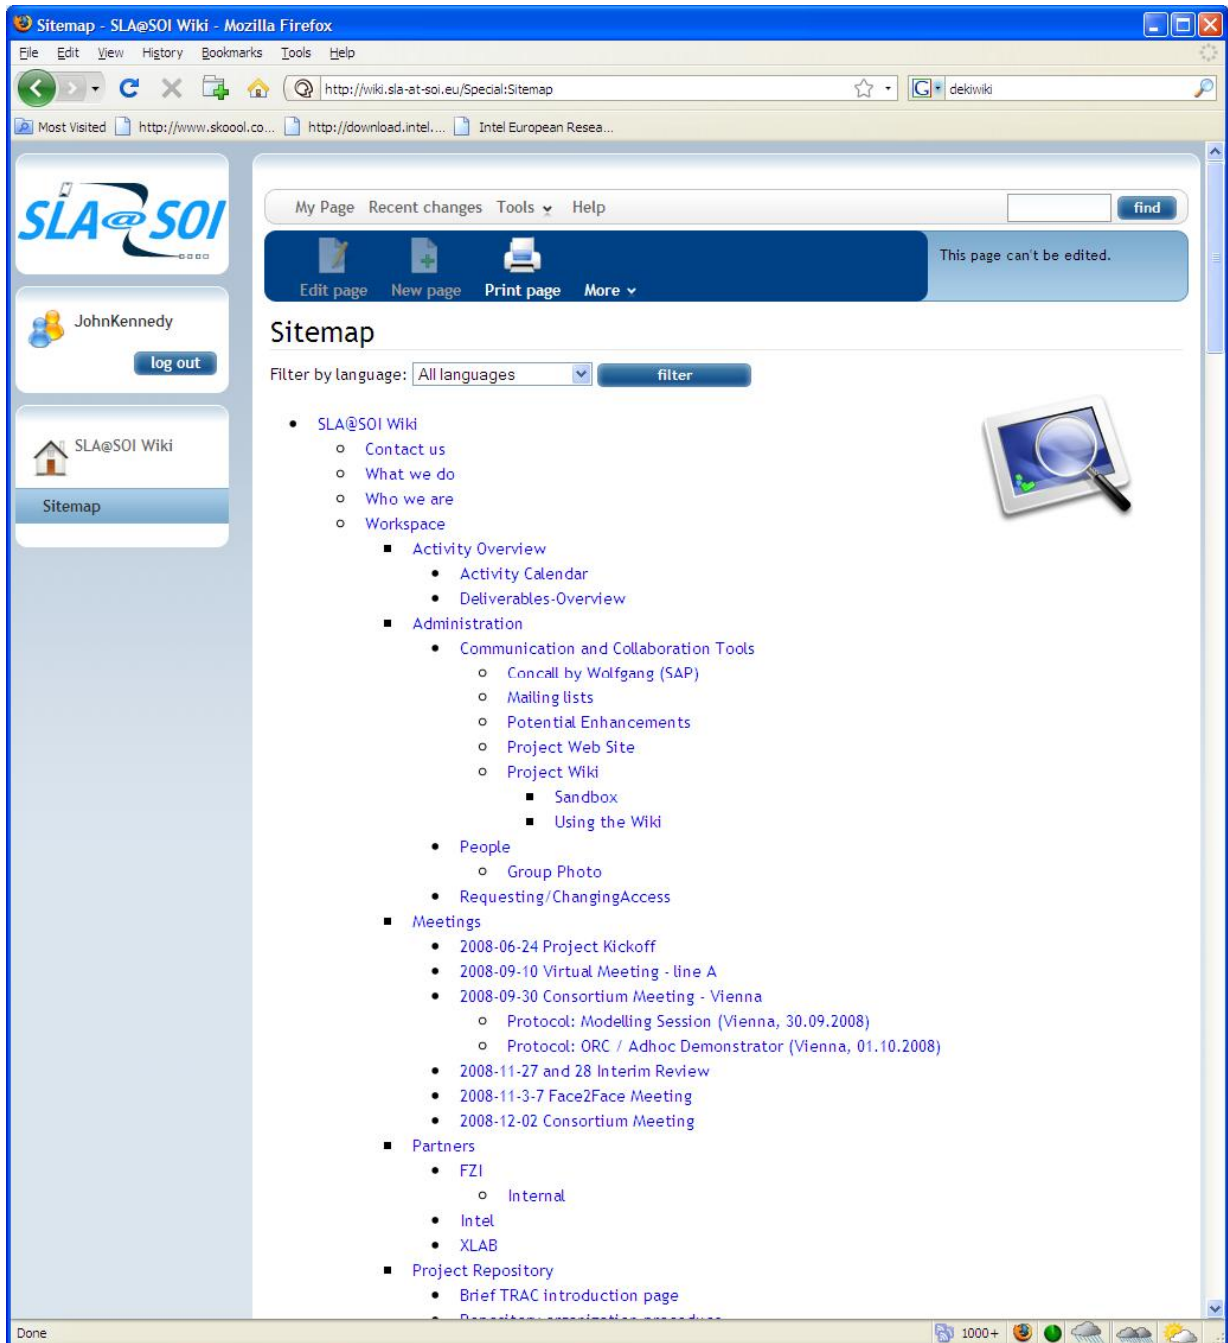 Sitemap - SLA@SOI Wiki - Mozilla Firefox
File Edit View History Bookmarks Tools Help
http://wiki.sla-at-soi.eu/Special:Sitemap
G dekiwiki
Most Visited http://www.skoool.co... http://download.intel.... Intel European Resea...
SLA@SOI
My Page Recent changes Tools Help
find
Edit page New page Print page More
This page can't be edited.
JohnKennedy
log out
SLA@SOI Wiki
Sitemap
Sitemap
Filter by language: All languages filter
SLA@SOI Wiki
Contact us
What we do
Who we are
Workspace
Activity Overview
Activity Calendar
Deliverables-Overview
Administration
Communication and Collaboration Tools
Concall by Wolfgang (SAP)
Mailing lists
Potential Enhancements
Project Web Site
Project Wiki
Sandbox
Using the Wiki
People
Group Photo
Requesting/ChangingAccess
Meetings
2008-06-24 Project Kickoff
2008-09-10 Virtual Meeting - line A
2008-09-30 Consortium Meeting - Vienna
Protocol: Modelling Session (Vienna, 30.09.2008)
Protocol: ORC / Adhoc Demonstrator (Vienna, 01.10.2008)
2008-11-27 and 28 Interim Review
2008-11-3-7 Face2Face Meeting
2008-12-02 Consortium Meeting
Partners
FZI
Internal
Intel
XLAB
Project Repository
Brief TRAC introduction page
Repository organization procedure
Done
1000+